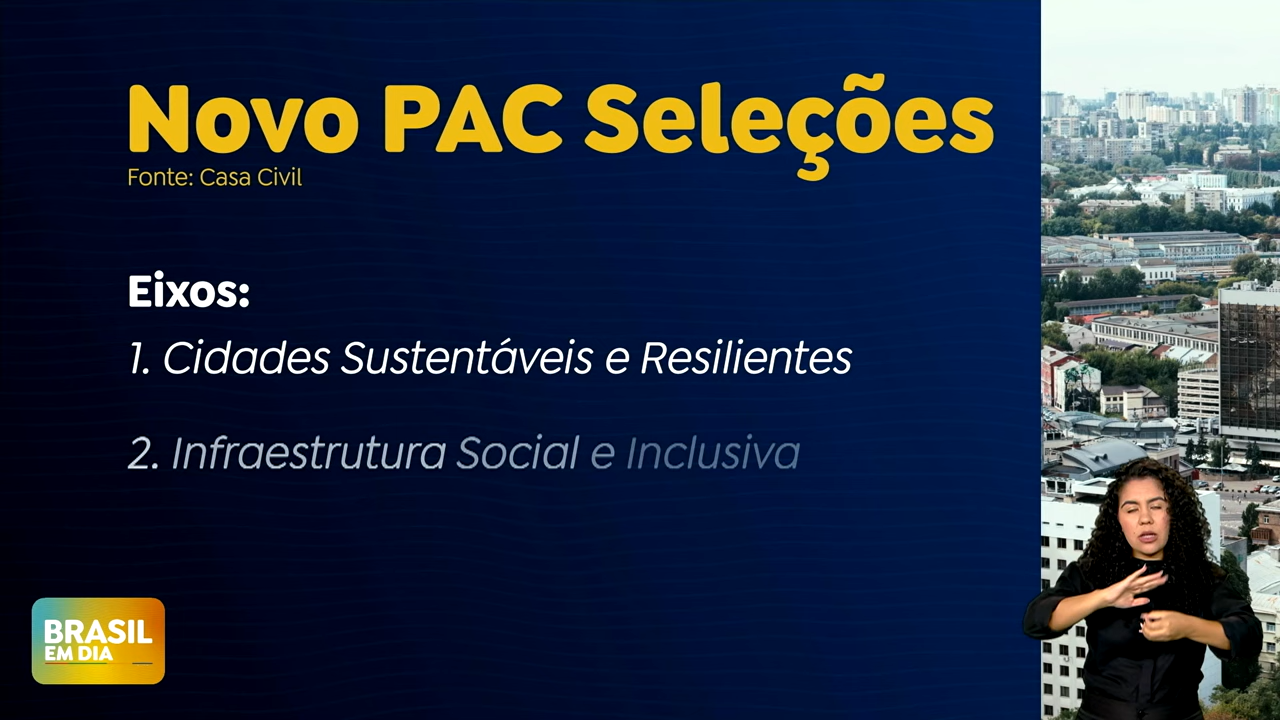 Novo PAC Seleções
Fonte: Casa Civil
Eixos:
1. Cidades Sustentáveis e Resilientes
2. Infraestrutura Social e Inclusiva
BRASIL
EM DIA